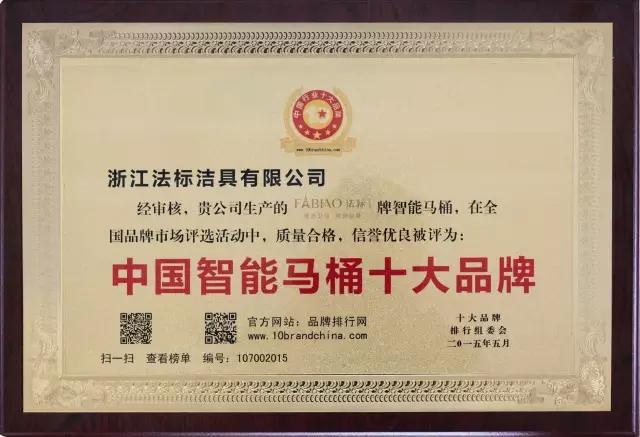 中国行业十大品牌
www.10brandchina.com
浙江法标洁具有限公司
经审核，贵公司生产的 FABIAO 法标 牌智能马桶，在全
国品牌市场评选活动中，质量合格，信誉优良被评为：
中国智能马桶十大品牌
官方网站：品牌排行网
www.10brandchina.com
扫一扫 查看榜单 编号：107002015
十大品牌
排行组委会
二〇一五年五月